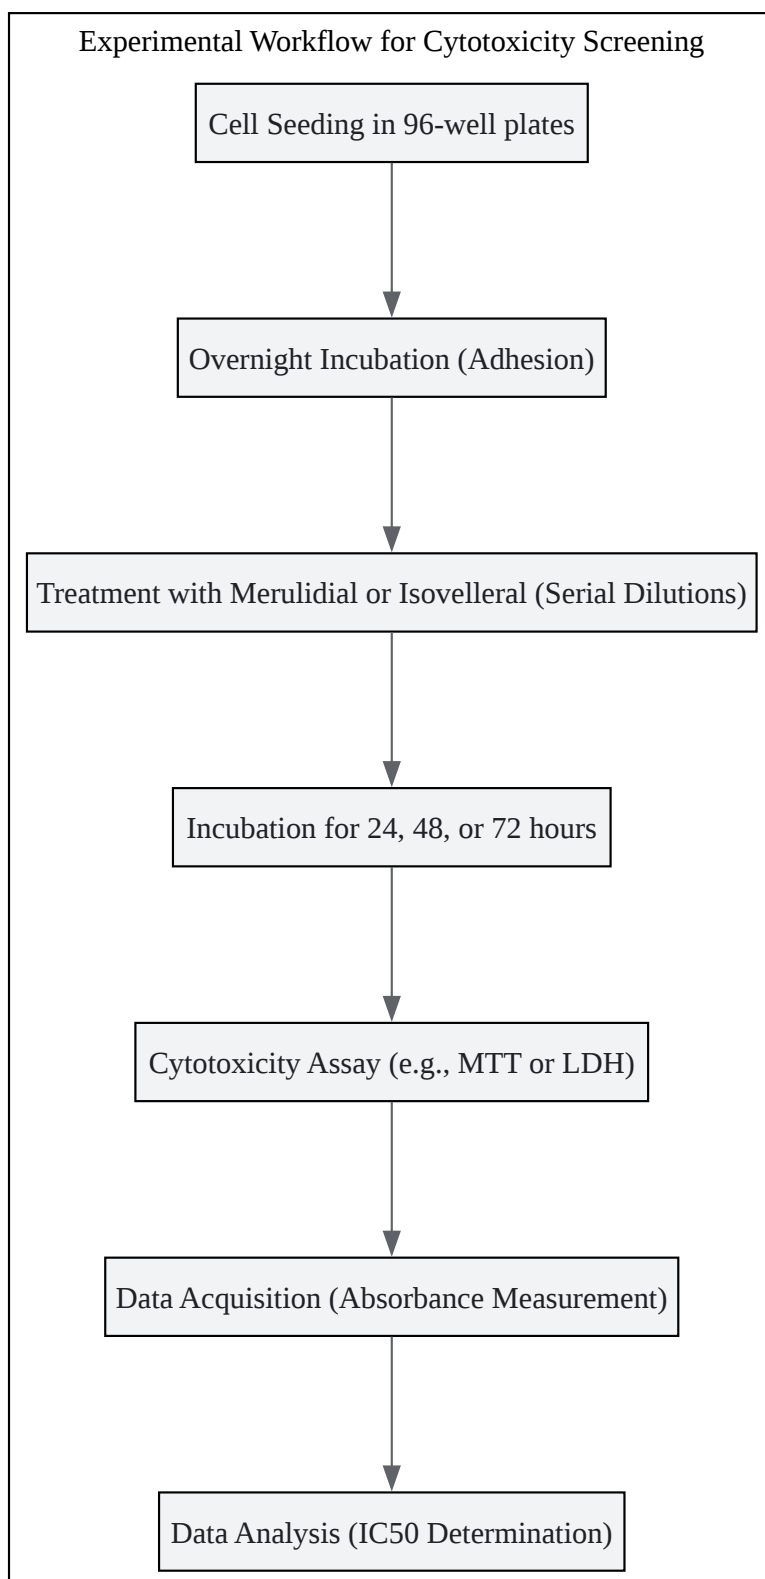 Experimental Workflow for Cytotoxicity Screening
Cell Seeding in 96-well plates
Overnight Incubation (Adhesion)
Treatment with Merulidial or Isovelleral (Serial Dilutions)
Incubation for 24, 48, or 72 hours
Cytotoxicity Assay (e.g., MTT or LDH)
Data Acquisition (Absorbance Measurement)
Data Analysis (IC50 Determination)